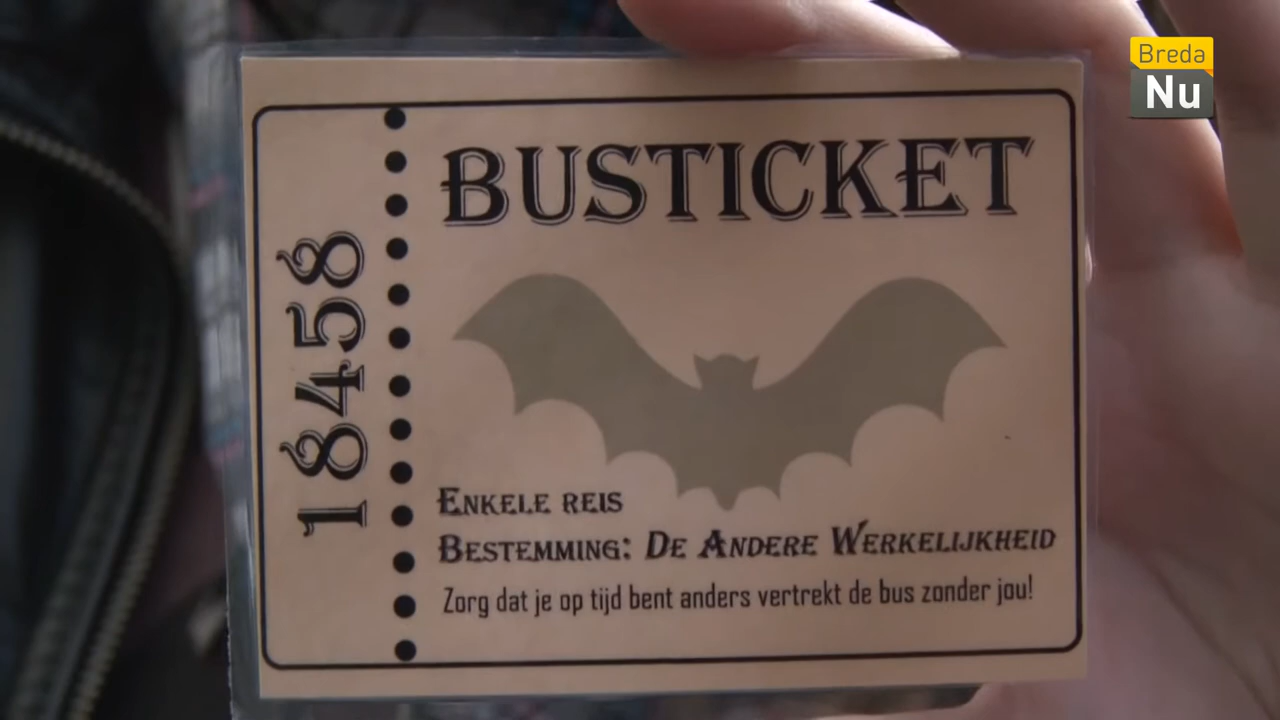 Breda
Nu
BUSTICKET
18458
ENKELE REIS
BESTEMMING: DE ANDERE WERKELIJKHEID
Zorg dat je op tijd bent anders vertrekt de bus zonder jou!